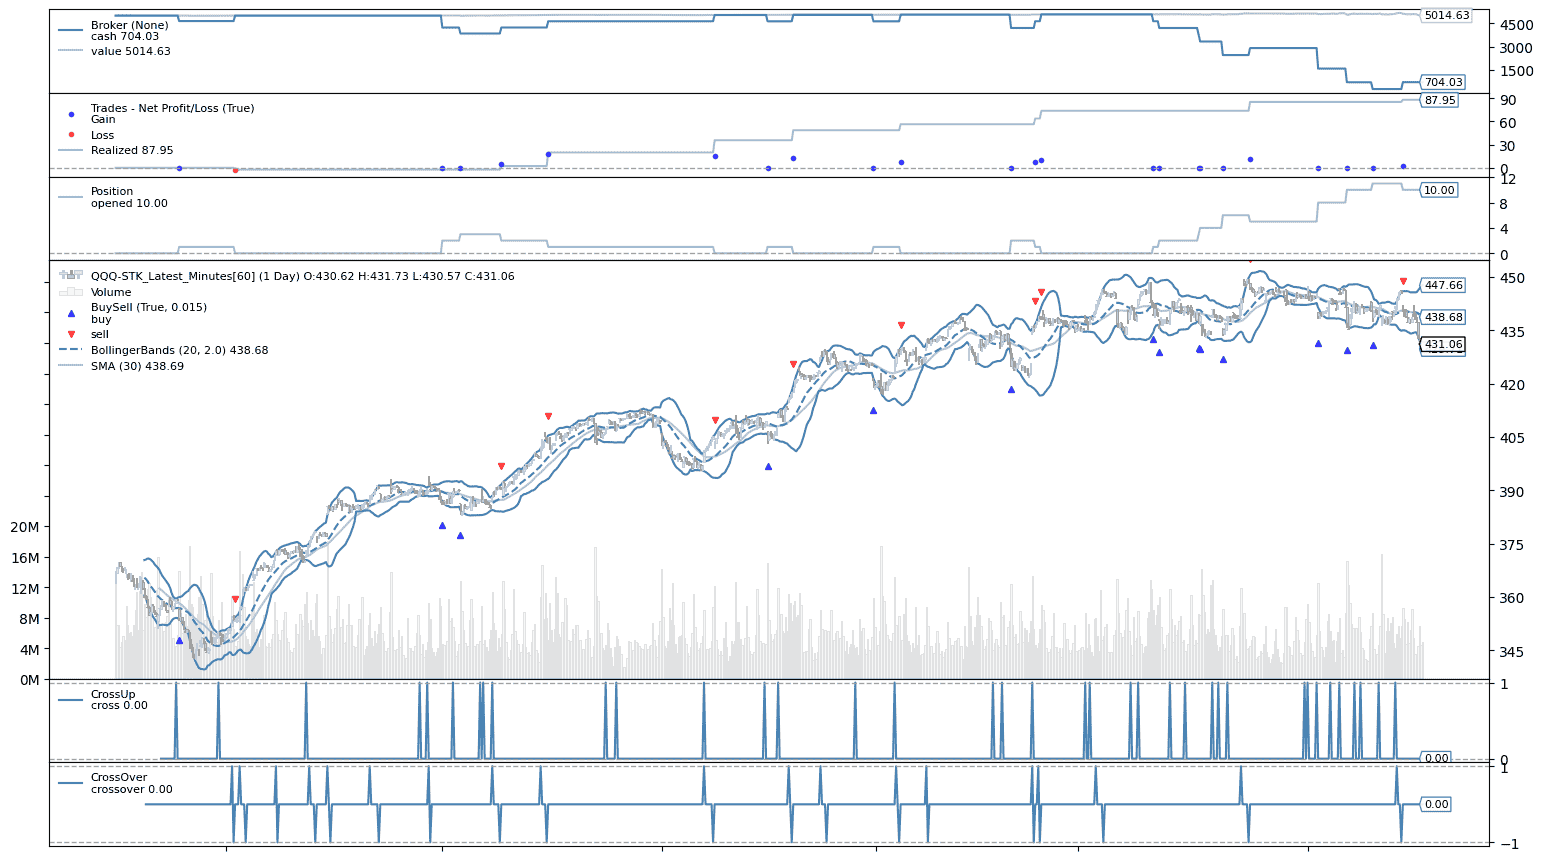 Broker (None)
cash 704.03
value 5014.63
5014.63
4500
3000
1500
704.03
Trades - Net Profit/Loss (True)
Gain
Loss
Realized 87.95
87.95
90
60
30
0
Position
opened 10.00
10.00
12
8
4
0
QQQ-STK_Latest_Minutes[60] (1 Day) O:430.62 H:431.73 L:430.57 C:431.06
Volume
BuySell (True, 0.015)
buy
sell
BollingerBands (20, 2.0) 438.68
SMA (30) 438.69
447.66
438.68
431.06
450
435
420
405
390
375
360
345
20M
16M
12M
8M
4M
0M
CrossUp
cross 0.00
1
0
0.00
CrossOver
crossover 0.00
1
0.00
−1